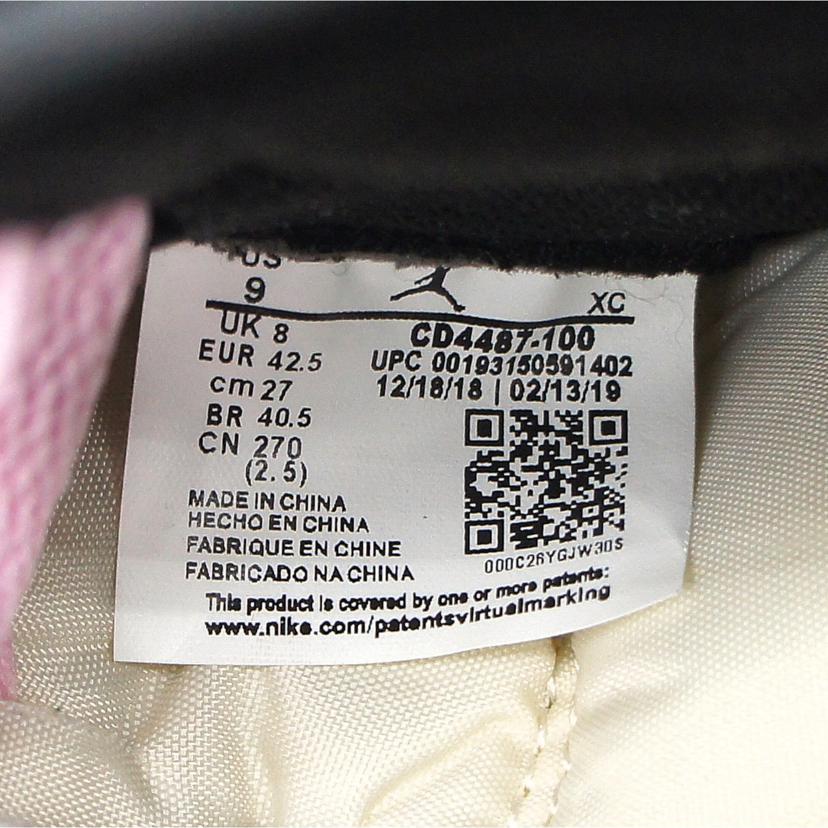 US
9
XC
UK 8
EUR 42.5
cm 27
BR 40.5
CN 270
(2.5)
CD4487-100
UPC 00193150591402
12/18/18 | 02/13/19
000C26YGJW30S
MADE IN CHINA
HECHO EN CHINA
FABRIQUE EN CHINE
FABRICADO NA CHINA
This product is covered by one or more patents:
www.nike.com/patentsvirtualmarking